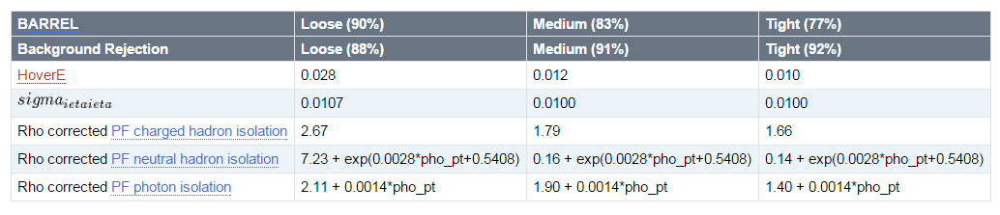 BARREL Loose (90%) Medium (83%) Tight (77%)
Background Rejection Loose (88%) Medium (91%) Tight (92%)
HoverE 0.028 0.012 0.010
sigma_ietaieta 0.0107 0.0100 0.0100
Rho corrected PF charged hadron isolation 2.67 1.79 1.66
Rho corrected PF neutral hadron isolation 7.23 + exp(0.0028*pho_pt+0.5408) 0.16 + exp(0.0028*pho_pt+0.5408) 0.14 + exp(0.0028*pho_pt+0.5408)
Rho corrected PF photon isolation 2.11 + 0.0014*pho_pt 1.90 + 0.0014*pho_pt 1.40 + 0.0014*pho_pt